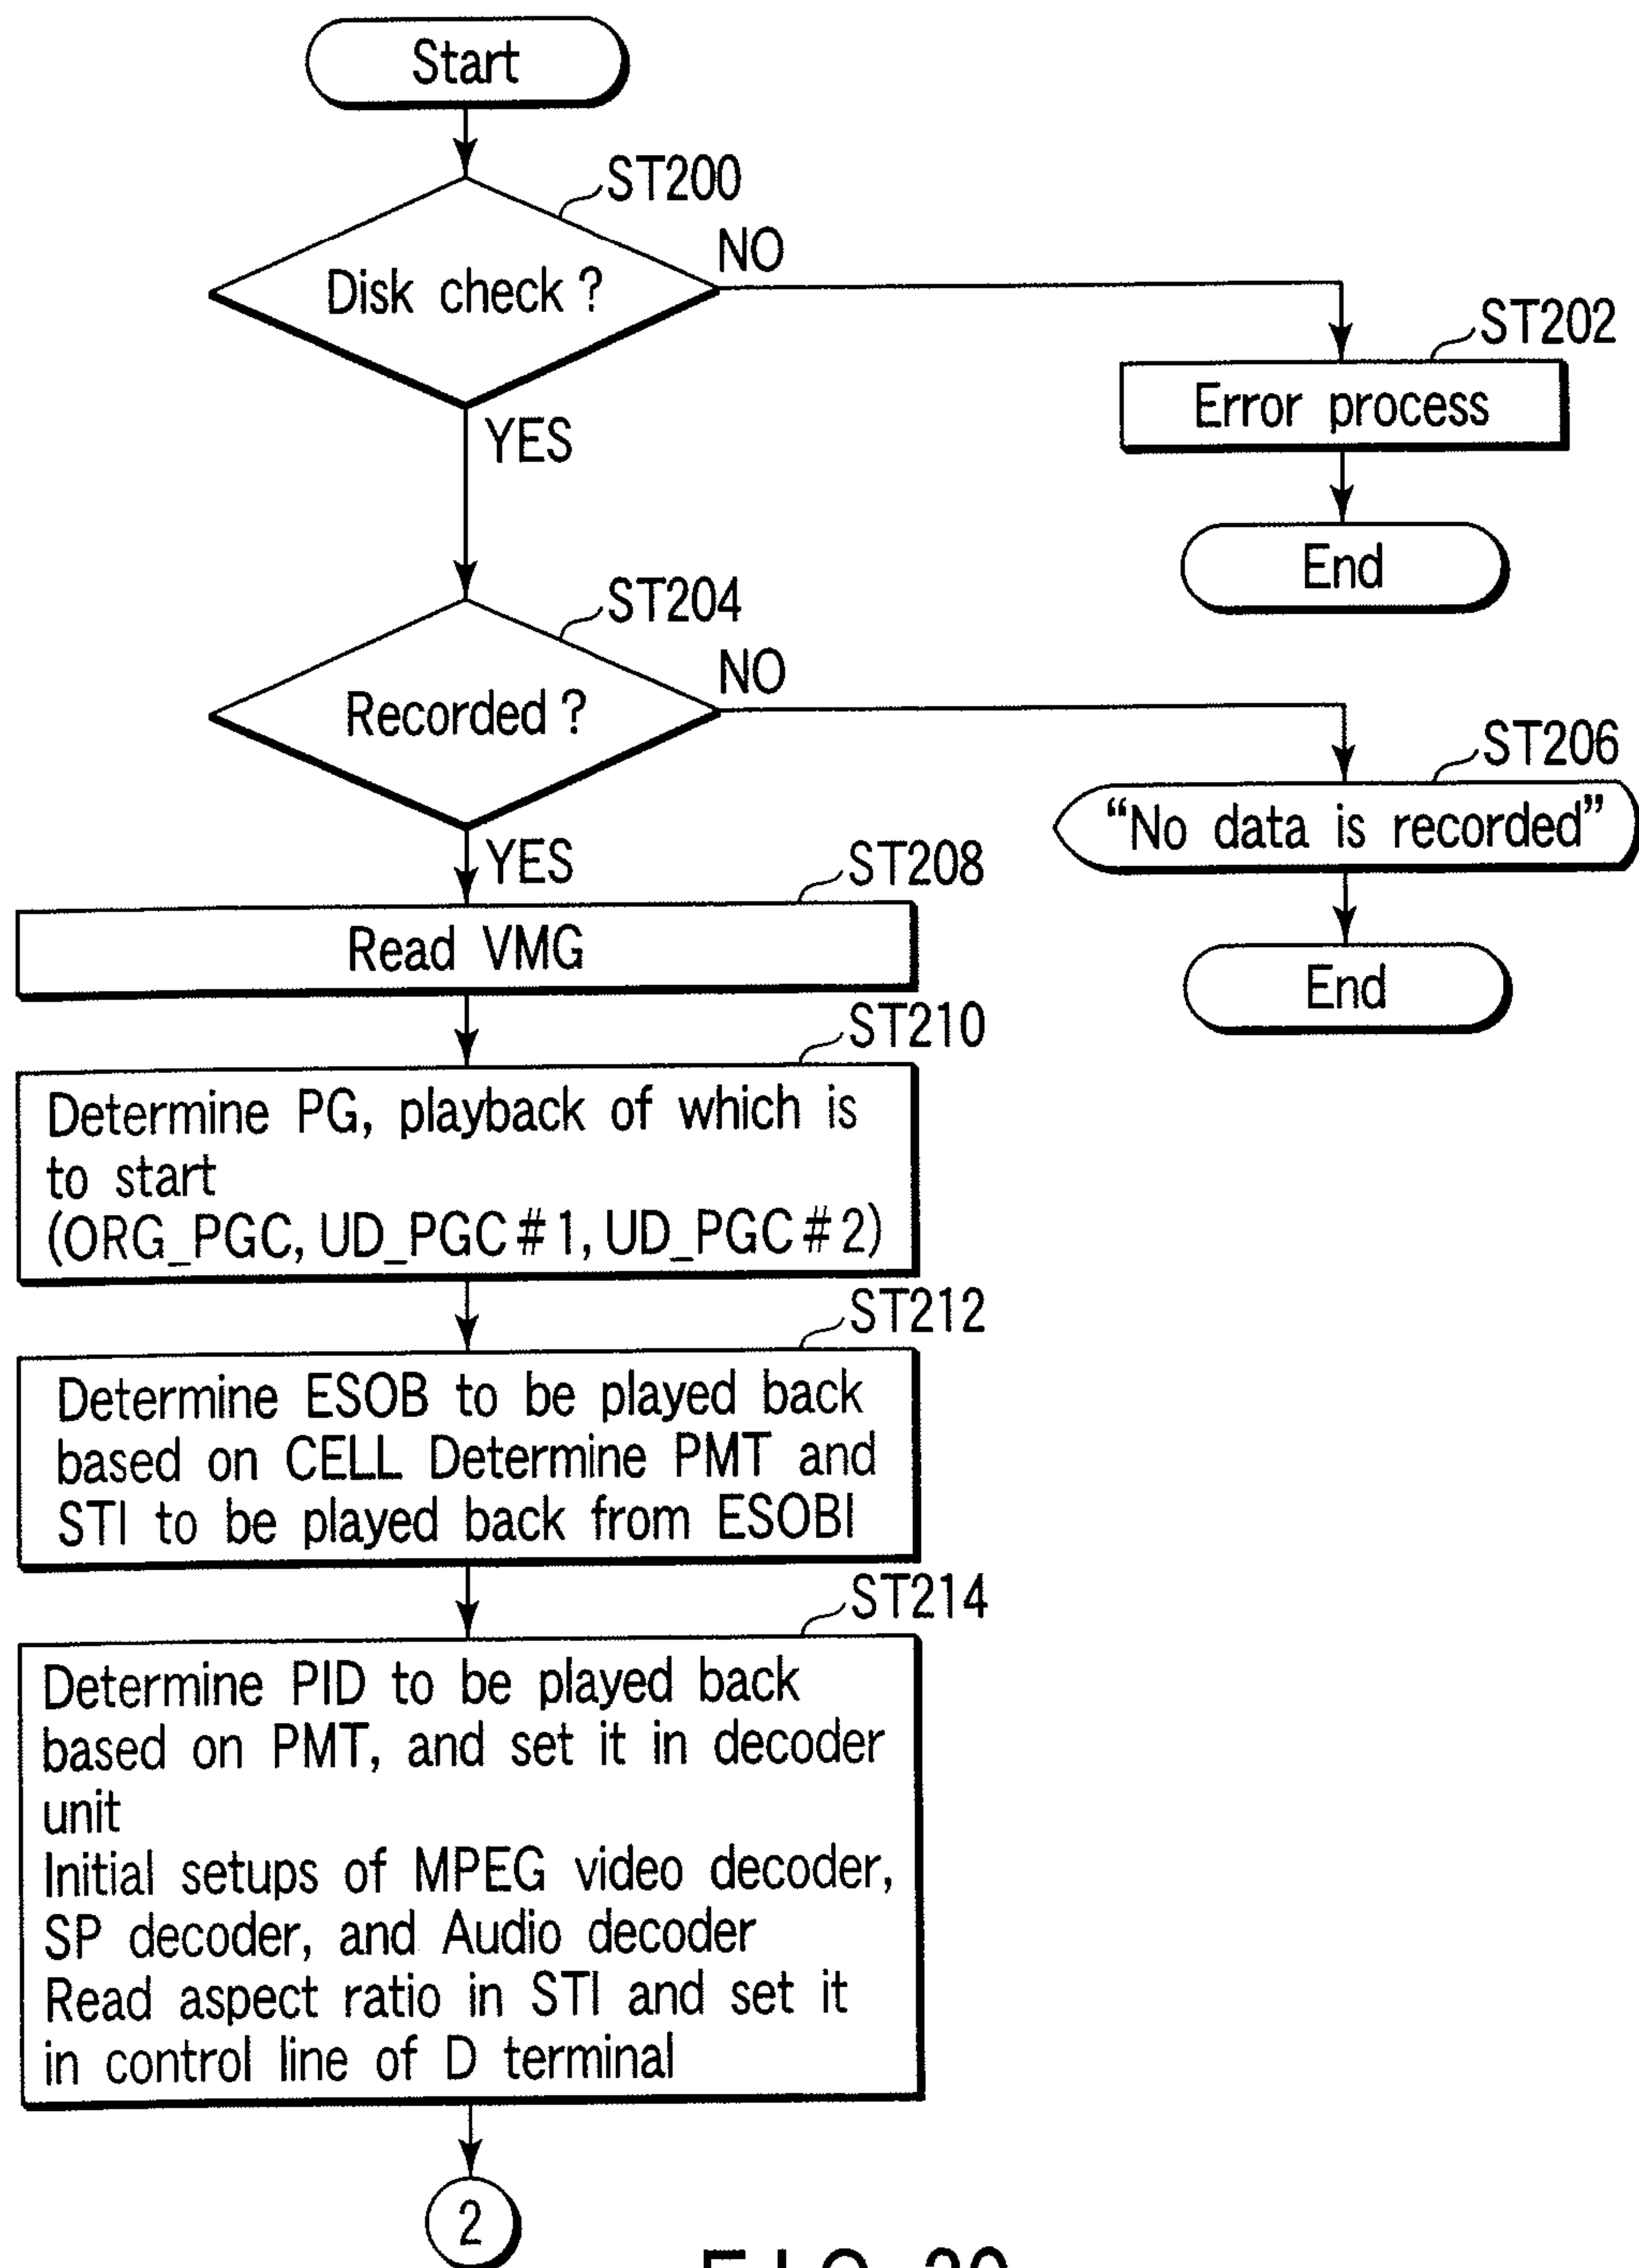 Start
ST200
Disk check ?
NO
ST202
Error process
YES
End
ST204
Recorded ?
NO
ST206
“No data is recorded”
YES
ST208
Read VMG
End
ST210
Determine PG, playback of which is
to start
(ORG_PGC, UD_PGC # 1, UD_PGC # 2)
ST212
Determine ESOB to be played back
based on CELL Determine PMT and
STI to be played back from ESOBI
ST214
Determine PID to be played back
based on PMT, and set it in decoder
unit
Initial setups of MPEG video decoder,
SP decoder, and Audio decoder
Read aspect ratio in STI and set it
in control line of D terminal
2